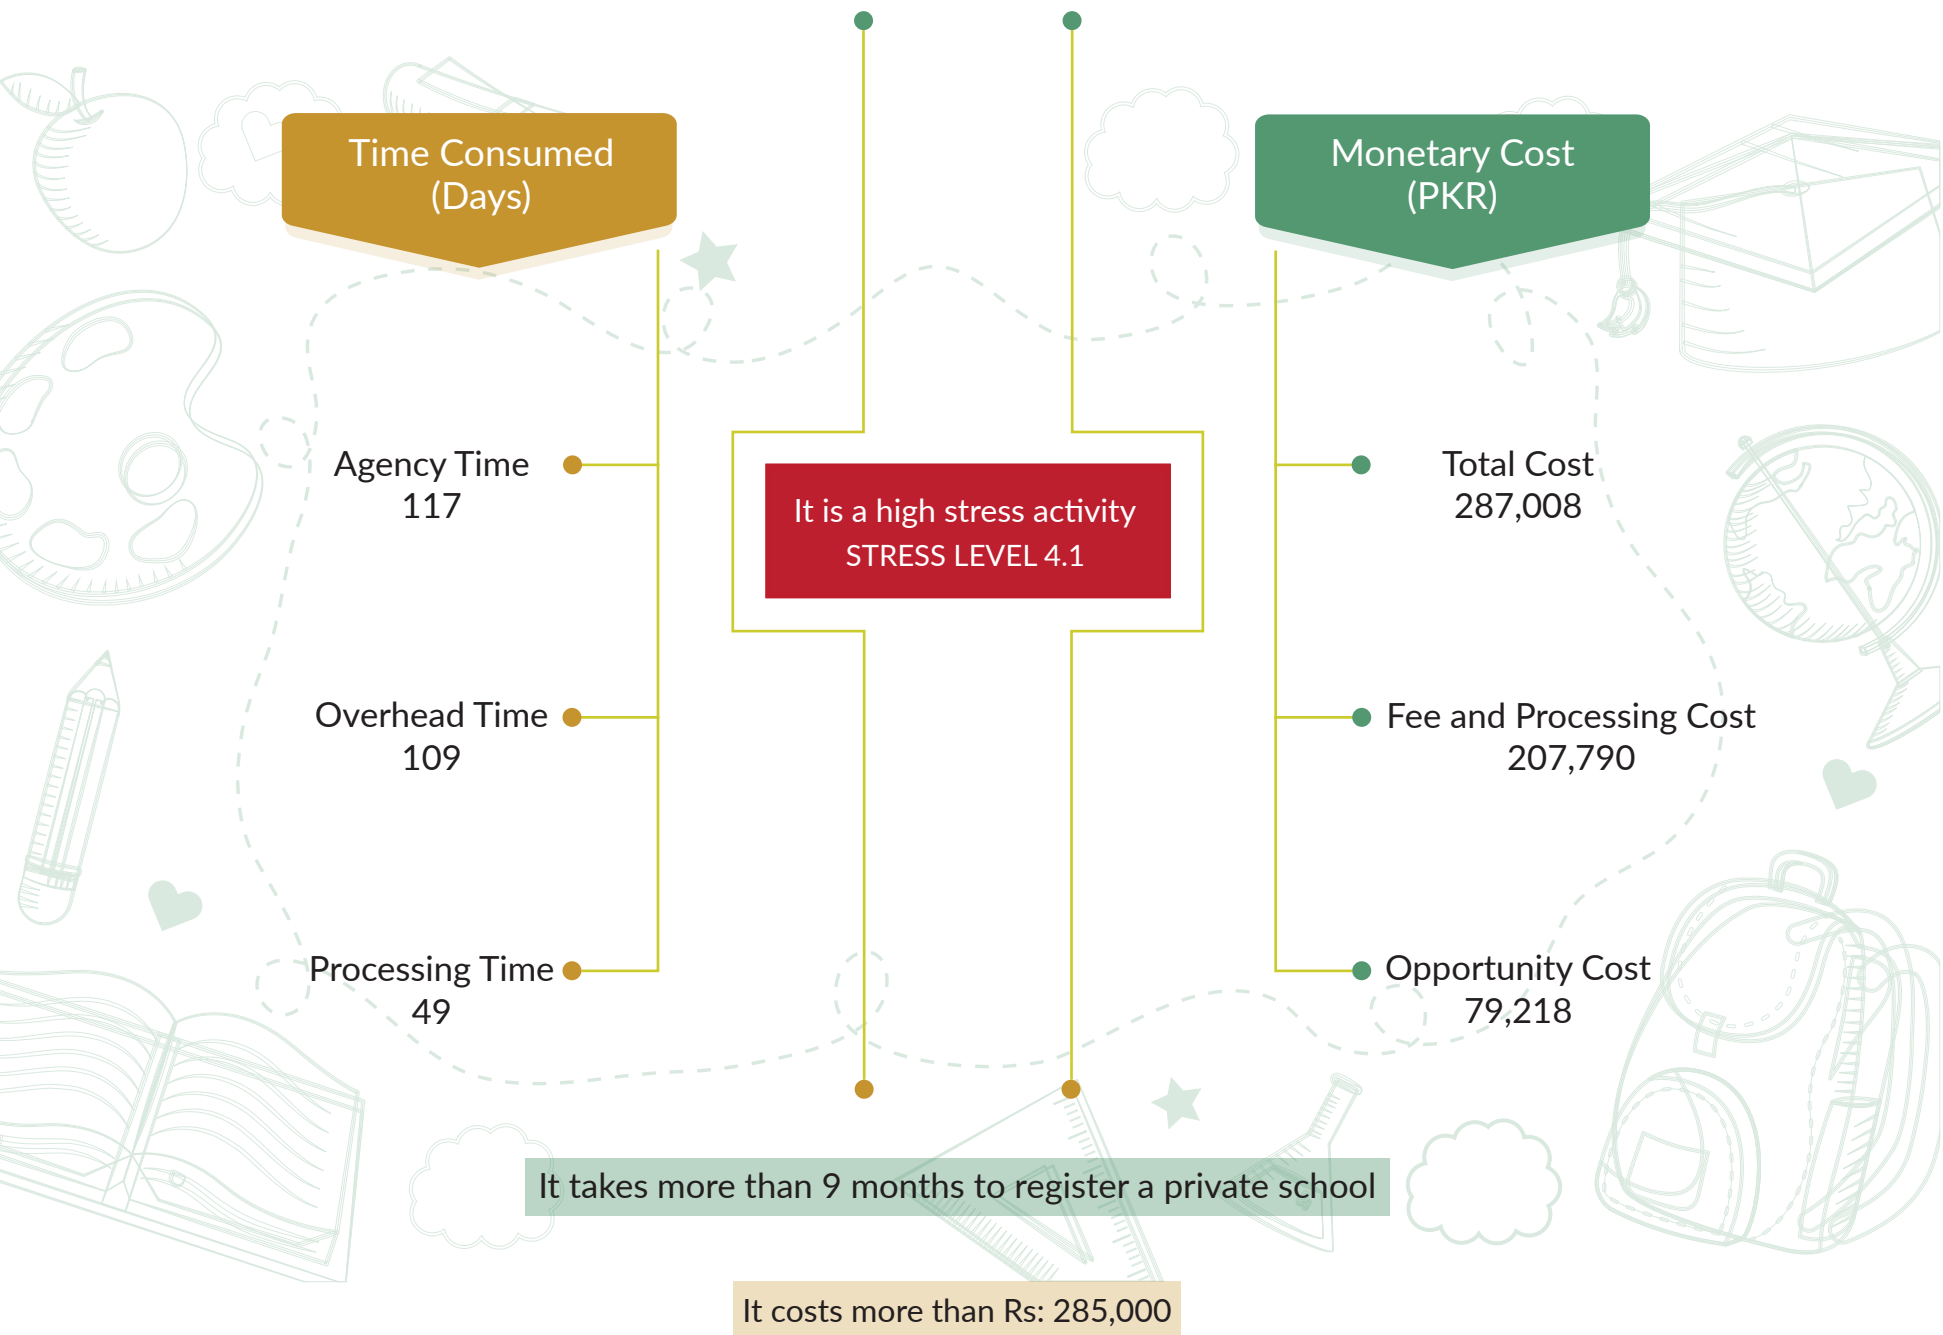 Time Consumed
(Days)
Agency Time
117
Overhead Time
109
Processing Time
49
It is a high stress activity
STRESS LEVEL 4.1
Monetary Cost
(PKR)
Total Cost
287,008
Fee and Processing Cost
207,790
Opportunity Cost
79,218
It takes more than 9 months to register a private school
It costs more than Rs: 285,000